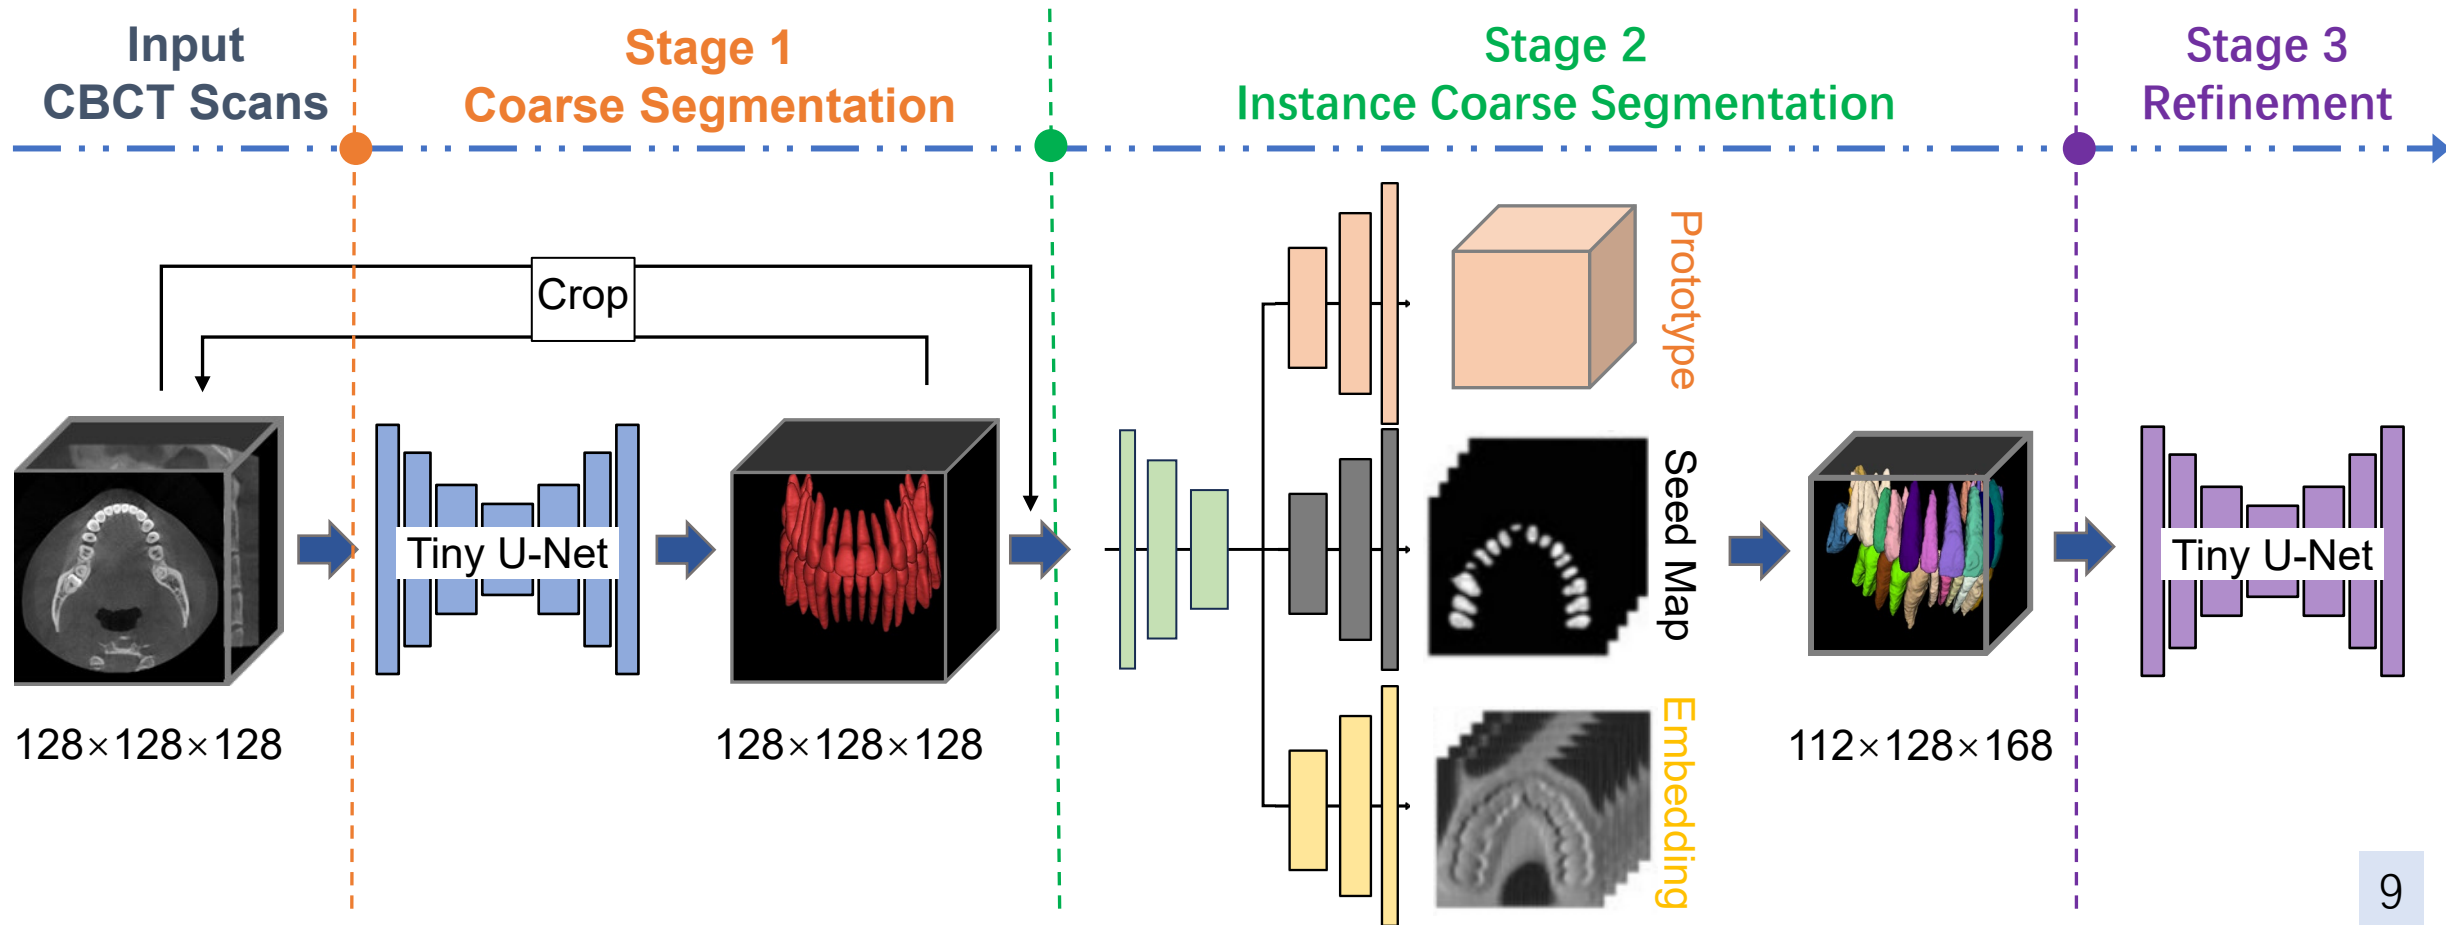 Input
CBCT Scans
Stage 1
Coarse Segmentation
Stage 2
Instance Coarse Segmentation
Stage 3
Refinement
Crop
Prototype
Tiny U-Net
Seed Map
Tiny U-Net
128×128×128
128×128×128
Embedding
112×128×168
9